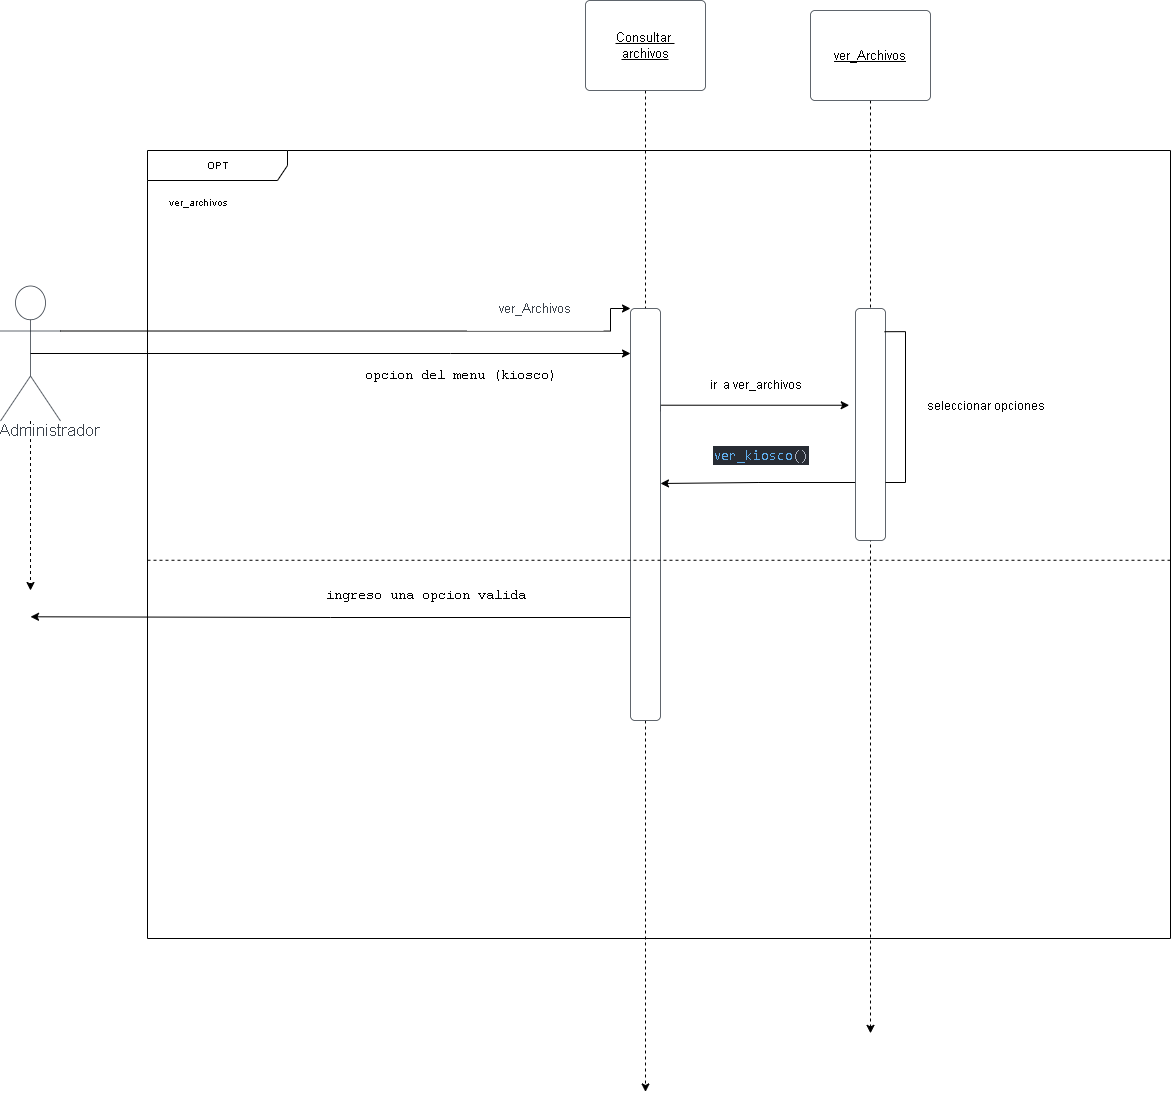 Consultar
archivos
ver_Archivos
OPT
ver_archivos
ver_Archivos
opcion del menu (kiosco)
ir a ver_archivos
seleccionar opciones
ver_kiosco()
Administrador
ingreso una opcion valida